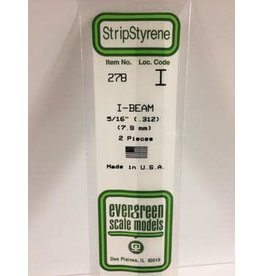 StripStyrene
Item No. Loc. Code
278 I
I-BEAM
5/16" (.312)
(7.9 mm)
2 Pieces
Made in U.S.A.
evergreen
scale models
Des Plaines, IL 60018